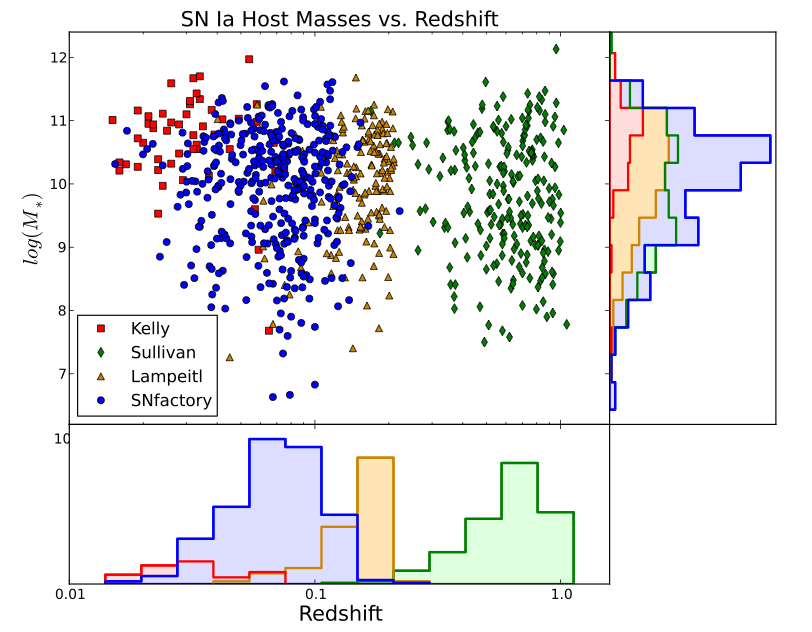 SN Ia Host Masses vs. Redshift
12
11
10
9
8
7
log(M*)
Kelly
Sullivan
Lampeitl
SNfactory
10
0.01
0.1
1.0
Redshift